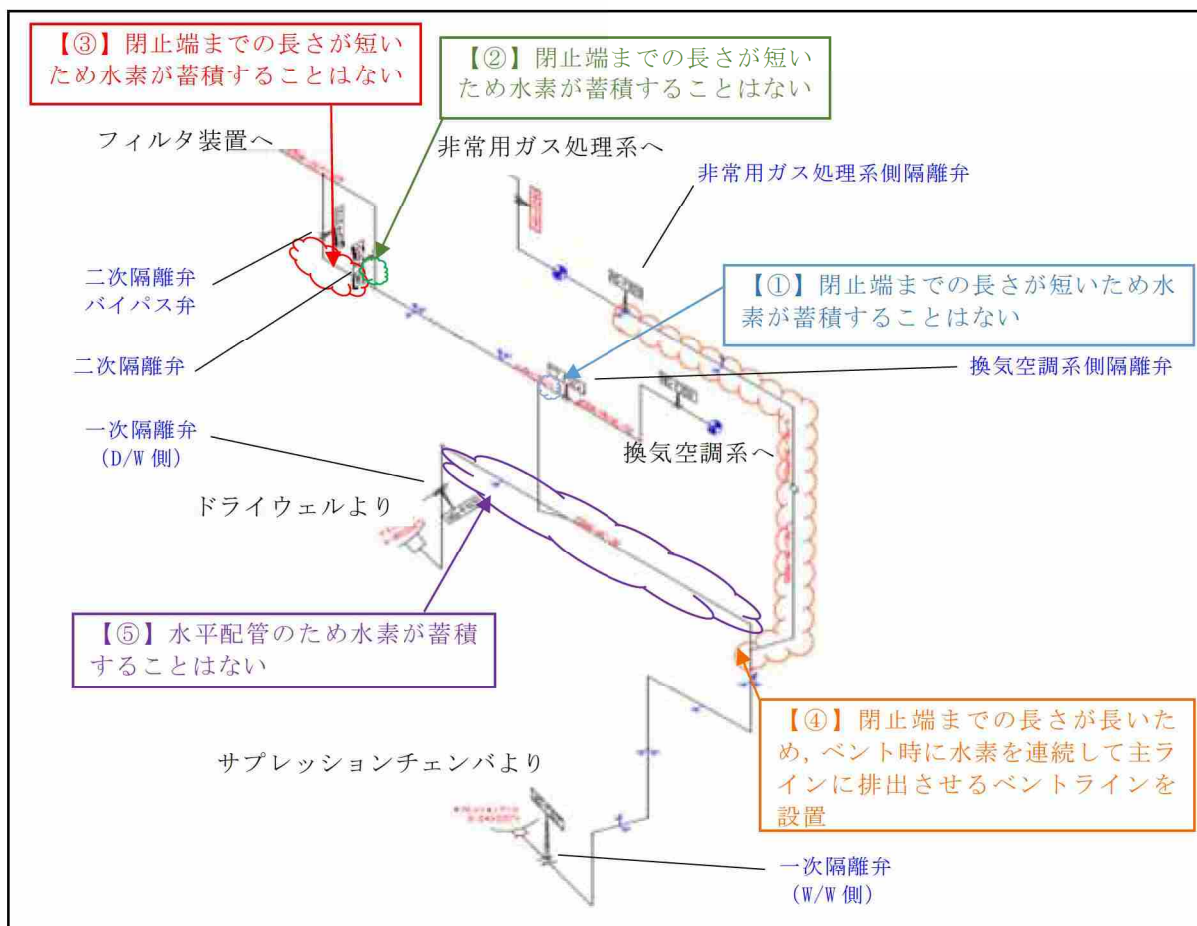 【③】閉止端までの長さが短い
ため水素が蓄積することはない
【②】閉止端までの長さが短い
ため水素が蓄積することはない
フィルタ装置へ
非常用ガス処理系へ
非常用ガス処理系側隔離弁
二次隔離弁
バイパス弁
【①】閉止端までの長さが短いため水
素が蓄積することはない
二次隔離弁
換気空調系側隔離弁
一次隔離弁
(D/W側)
換気空調系へ
ドライウェルより
【⑤】水平配管のため水素が蓄積
することはない
【④】閉止端までの長さが長いた
め，ベント時に水素を連続して主ラ
インに排出させるベントラインを
設置
サプレッションチェンバより
一次隔離弁
(W/W側)